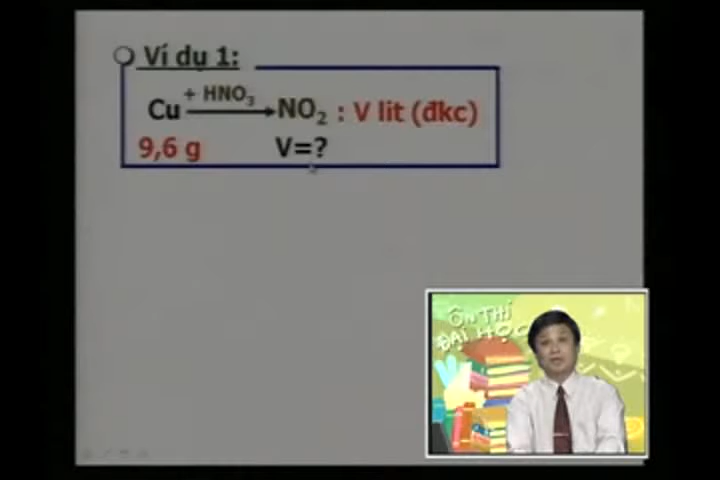 Ví dụ 1:
+ HNO₃
Cu → NO₂ : V lit (đkc)
9,6 g V=?
ÔN THI
ĐẠI HỌC